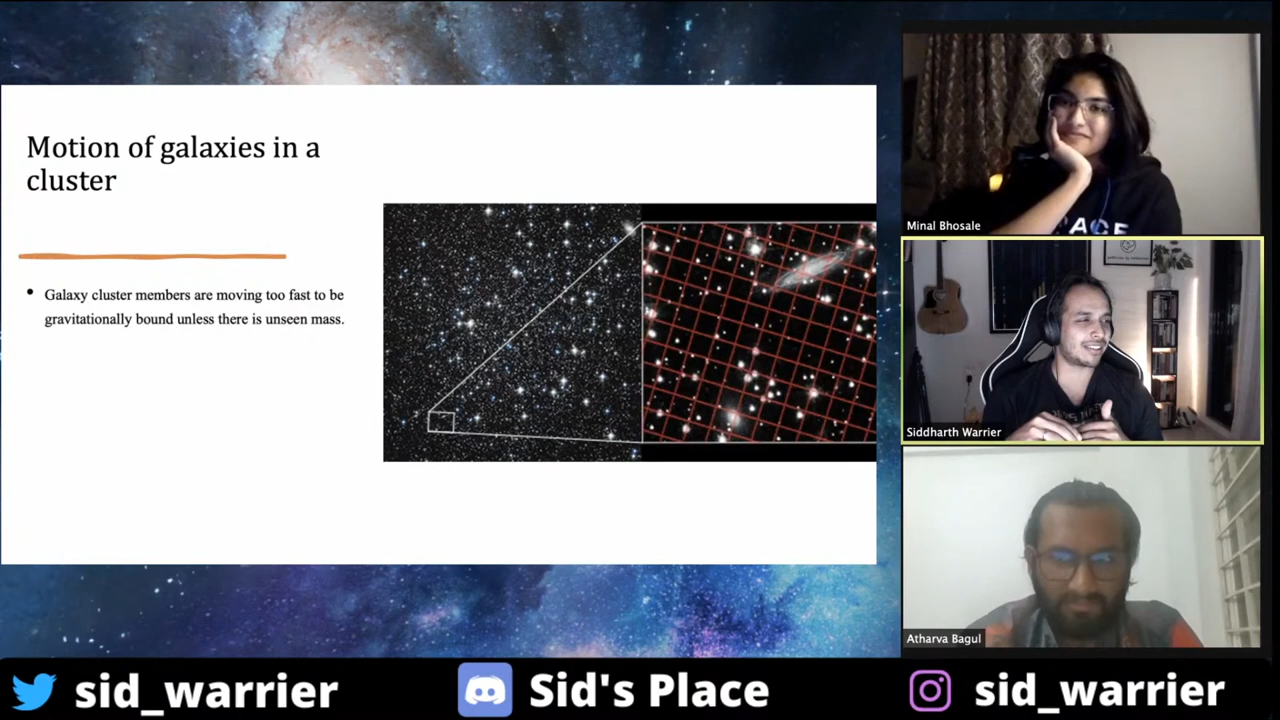 Motion of galaxies in a
cluster
• Galaxy cluster members are moving too fast to be
gravitationally bound unless there is unseen mass.
ACE
Minal Bhosale
Siddharth Warrier
Atharva Bagul
sid_warrier
Sid's Place
sid_warrier